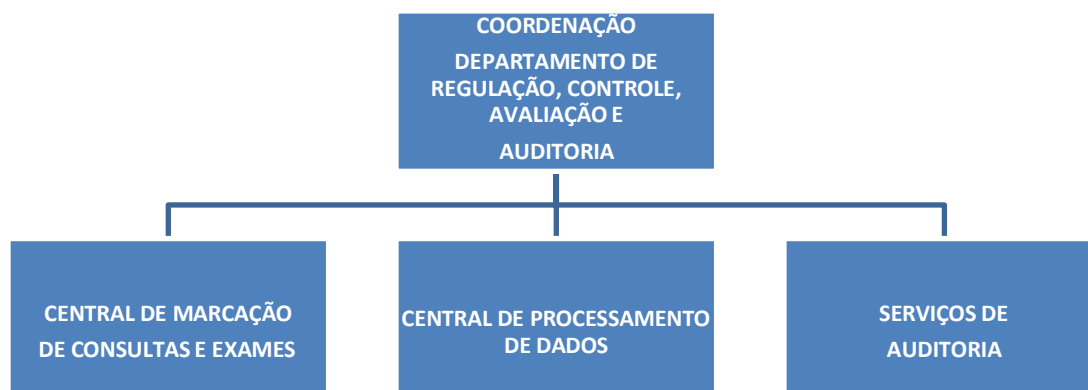 COORDENAÇÃO
DEPARTAMENTO DE
REGULAÇÃO, CONTROLE,
AVALIAÇÃO E
AUDITORIA
CENTRAL DE MARCAÇÃO
DE CONSULTAS E EXAMES
CENTRAL DE PROCESSAMENTO
DE DADOS
SERVIÇOS DE
AUDITORIA